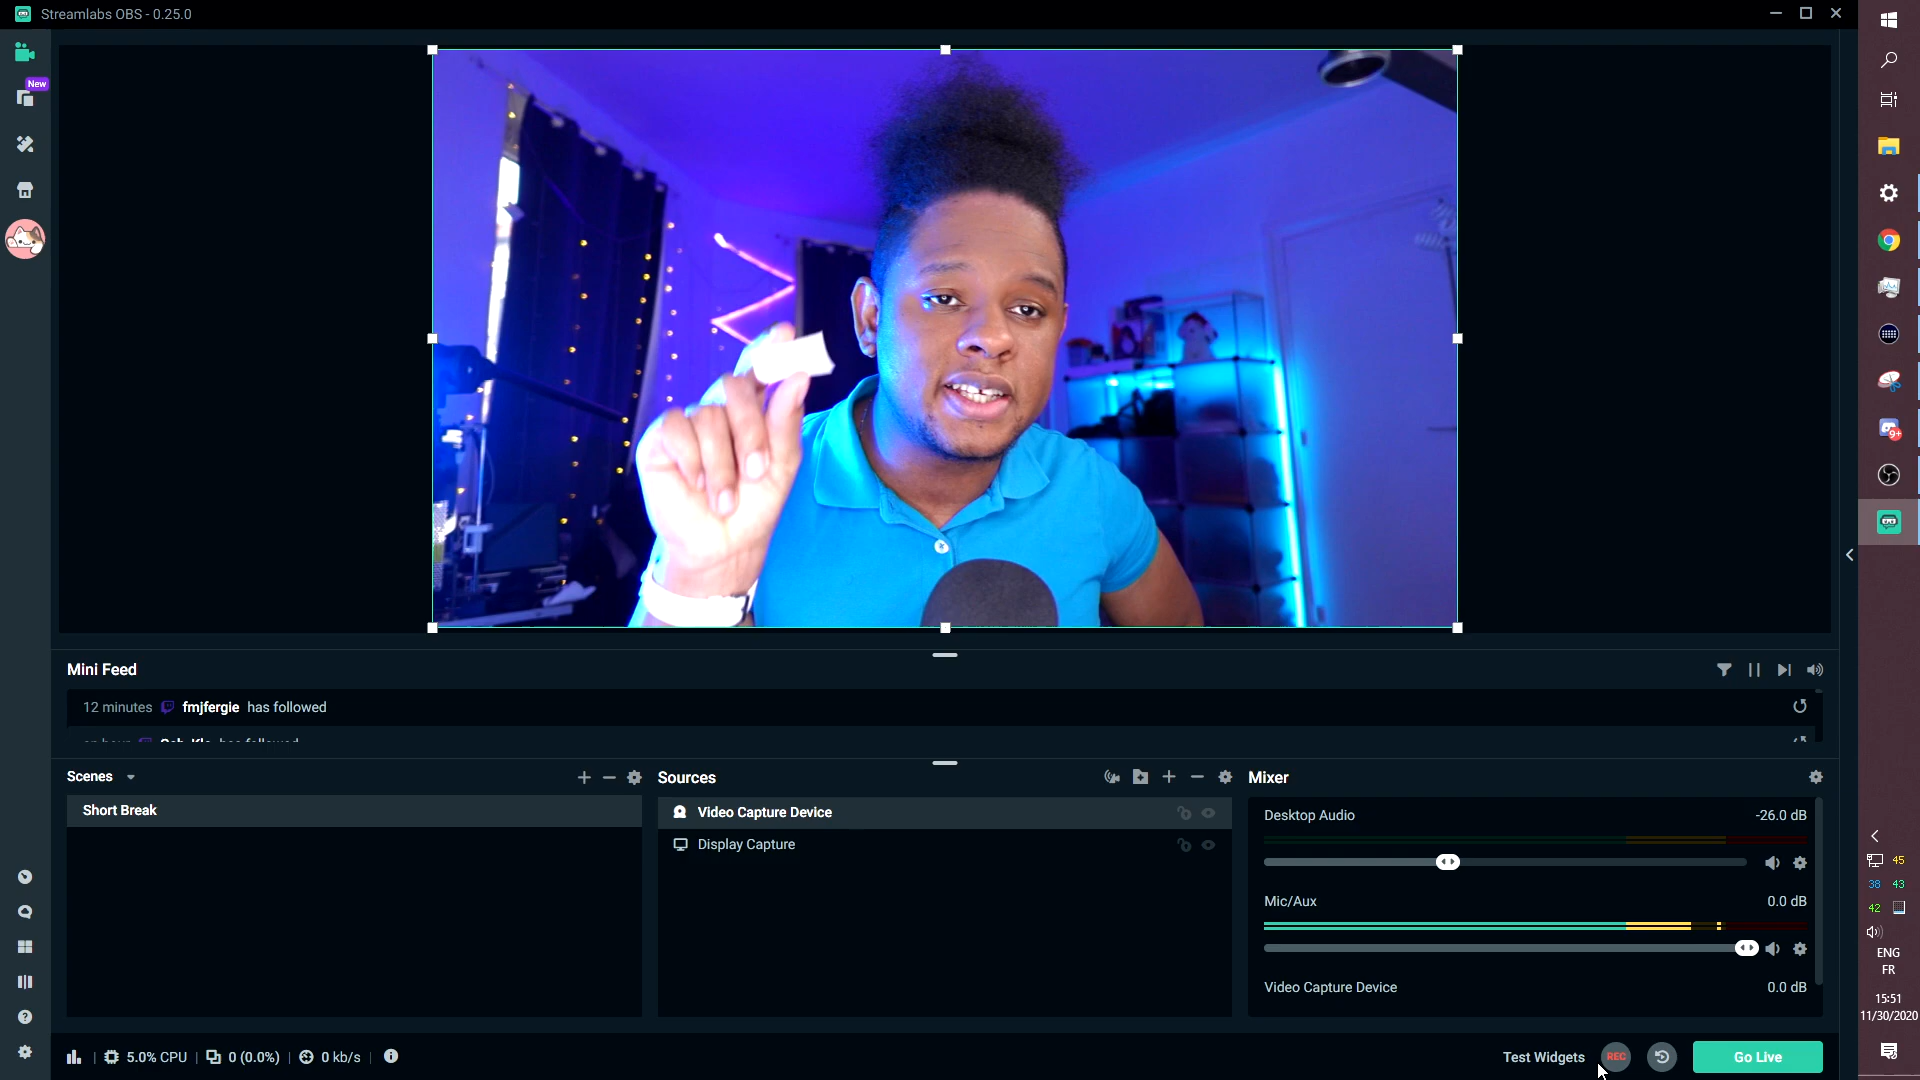 Streamlabs OBS - 0.25.0
New
Mini Feed
12 minutes fmjfergie has followed
Scenes
Short Break
Sources
Video Capture Device
Display Capture
Mixer
Desktop Audio -26.0 dB
Mic/Aux 0.0 dB
Video Capture Device 0.0 dB
5.0% CPU 0 (0.0%) 0 kb/s
Test Widgets REC Go Live
9+
45
38 43
42
ENG
FR
15:51
11/30/2020